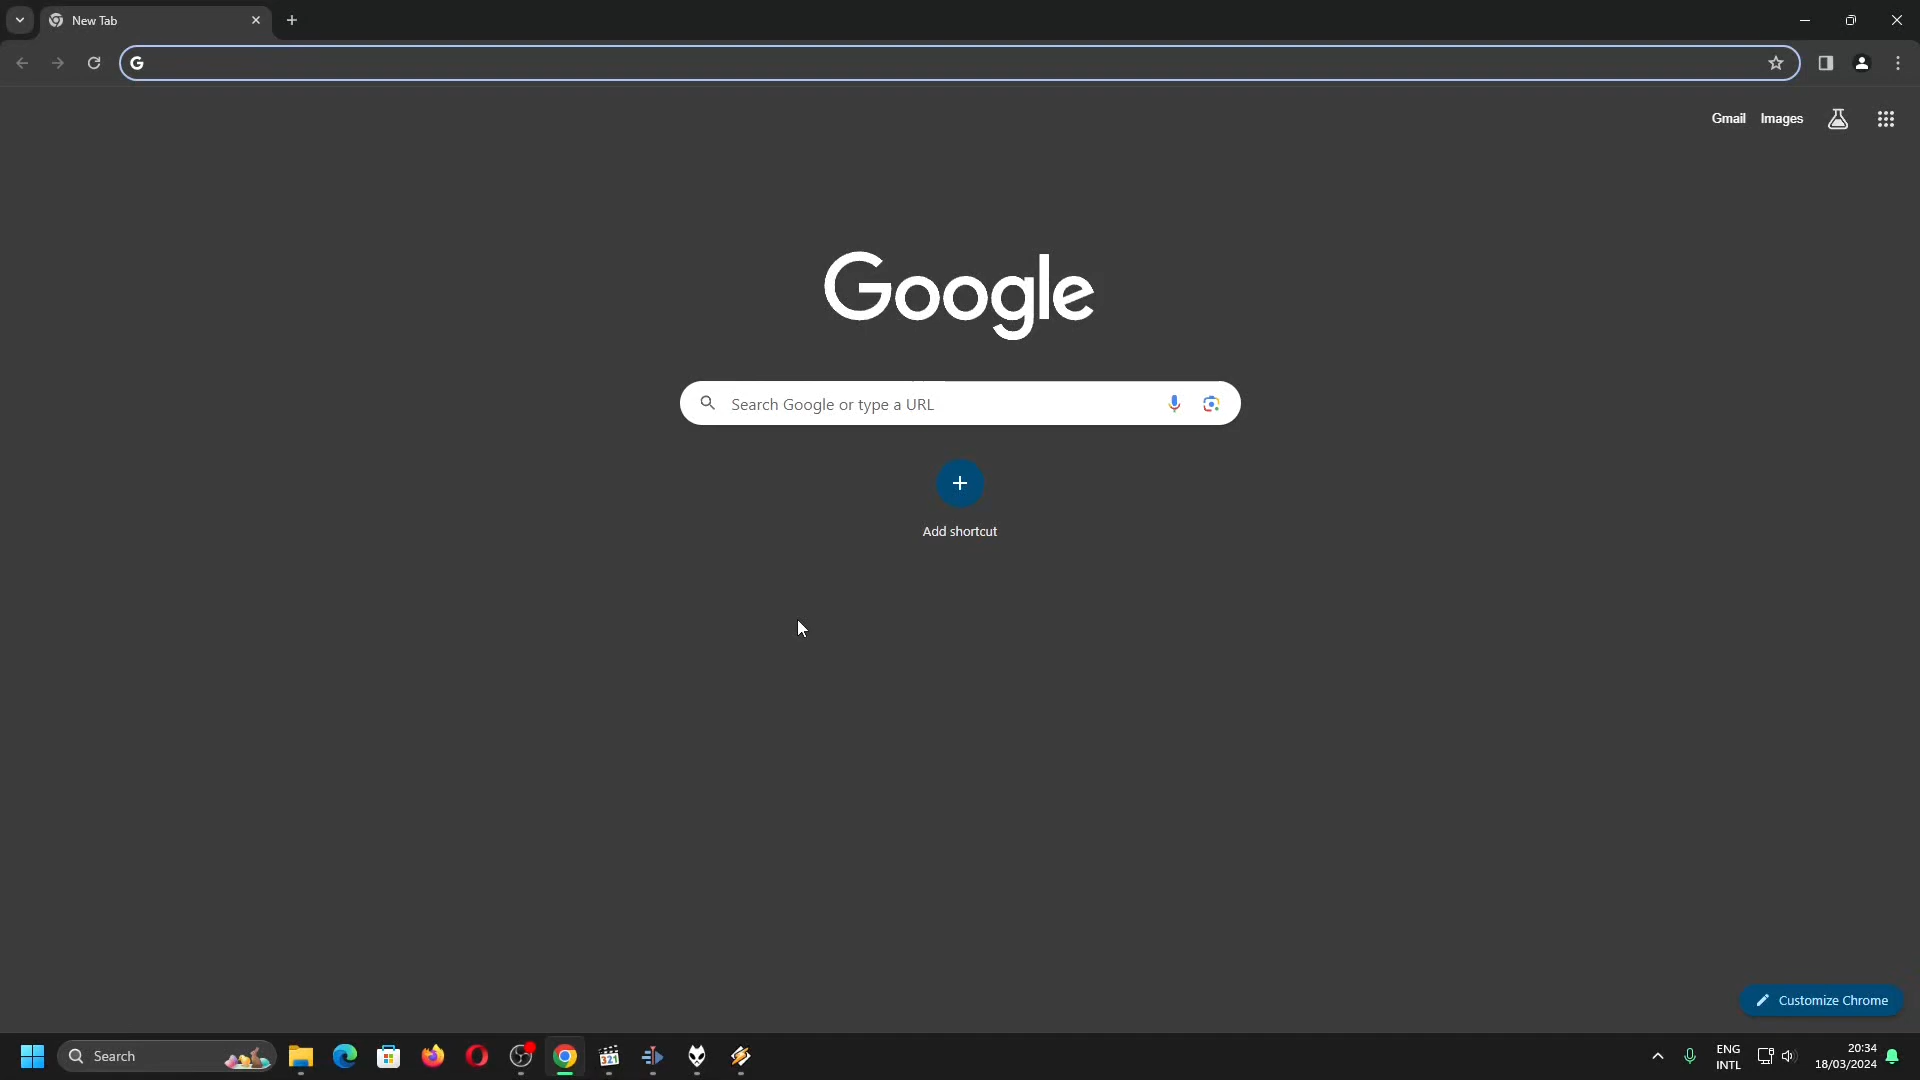 New Tab
Gmail Images
Google
Search Google or type a URL
Add shortcut
Customize Chrome
Search
321
ENG
INTL
20:34
18/03/2024